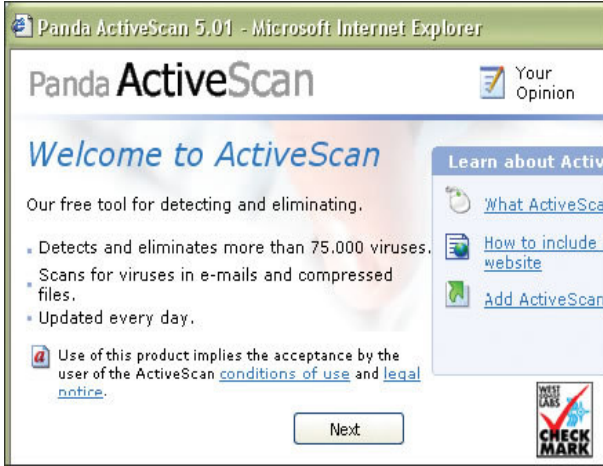 Panda ActiveScan 5.01 - Microsoft Internet Explorer
Panda ActiveScan
Your
Opinion
Welcome to ActiveScan
Our free tool for detecting and eliminating.
Detects and eliminates more than 75.000 viruses.
Scans for viruses in e-mails and compressed
files.
Updated every day.
Use of this product implies the acceptance by the
user of the ActiveScan conditions of use and legal
notice.
Next
Learn about
What
How to include
website
Add ActiveScan
WEST
COAST
LABS
CHECK
MARK